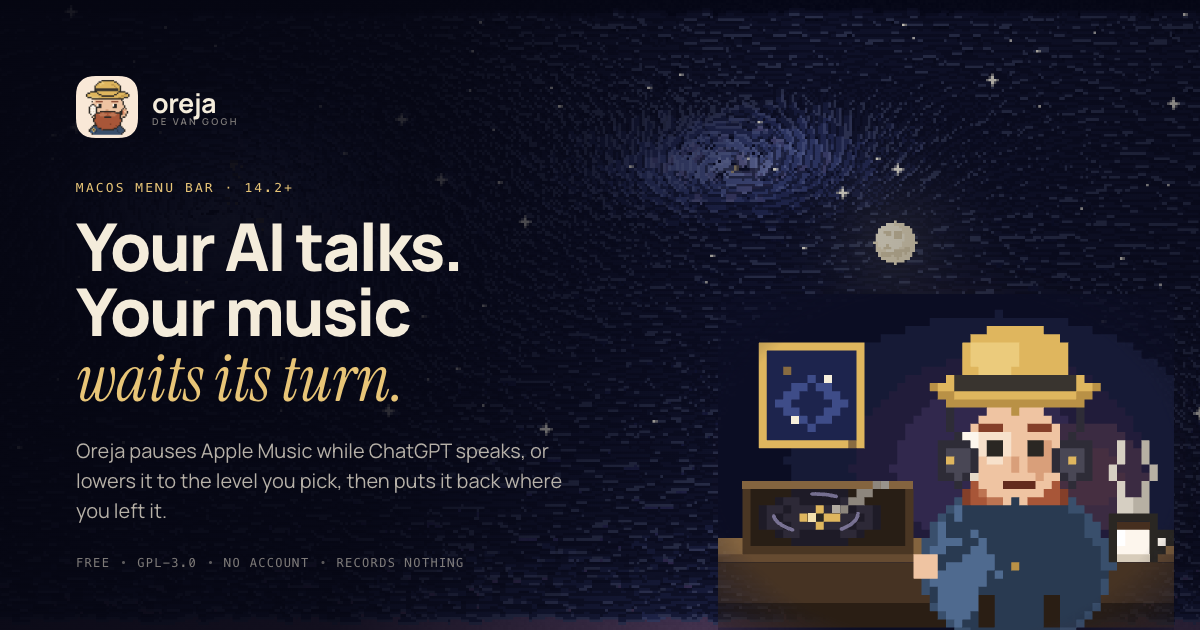 oreja
DE VAN GOGH
MACOS MENU BAR · 14.2+
Your AI talks.
Your music
waits its turn.
Oreja pauses Apple Music while ChatGPT speaks, or
lowers it to the level you pick, then puts it back where
you left it.
FREE • GPL-3.0 • NO ACCOUNT • RECORDS NOTHING